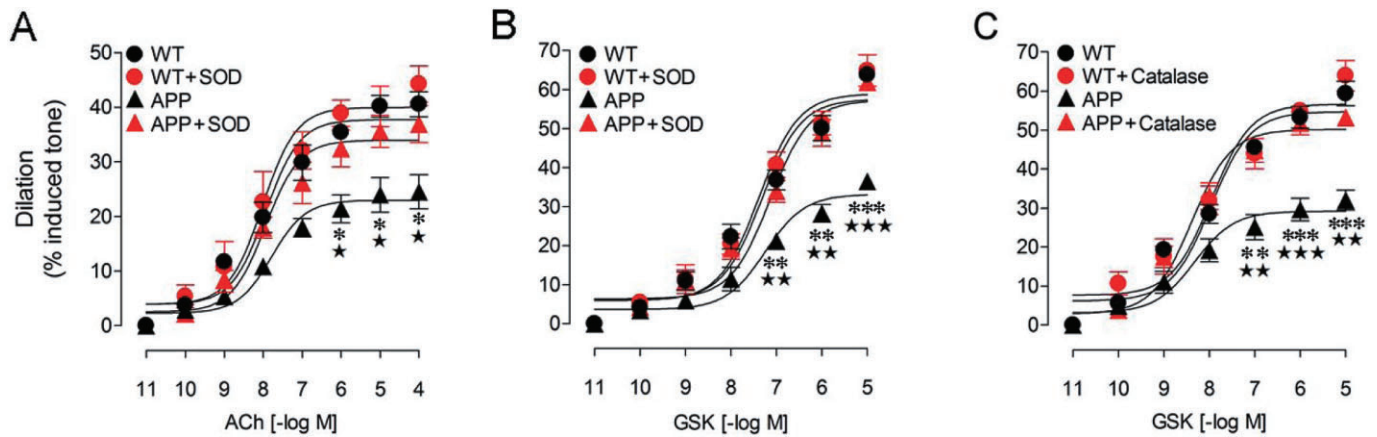 A
WT
WT+SOD
APP
APP+SOD
Dilation
(% induced tone)
50
40
30
20
10
0
* * *
★ ★ ★
11 10 9 8 7 6 5 4
ACh [-log M]
B
WT
WT+SOD
APP
APP+SOD
70
60
50
40
30
20
10
0
***
★★★
**
★★
**
★★
11 10 9 8 7 6 5
GSK [-log M]
C
WT
WT+Catalase
APP
APP+Catalase
70
60
50
40
30
20
10
0
***
★★
***
★★★
**
★★
11 10 9 8 7 6 5
GSK [-log M]